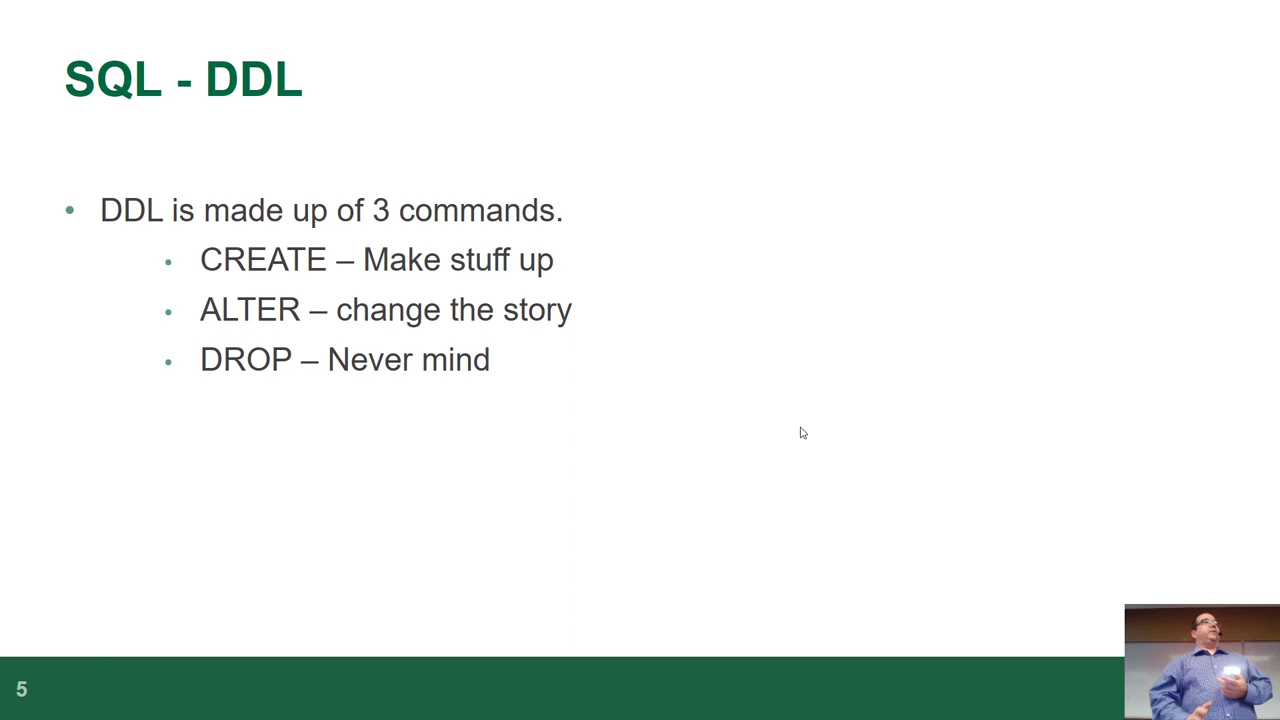 SQL - DDL
• DDL is made up of 3 commands.
• CREATE – Make stuff up
• ALTER – change the story
• DROP – Never mind
5